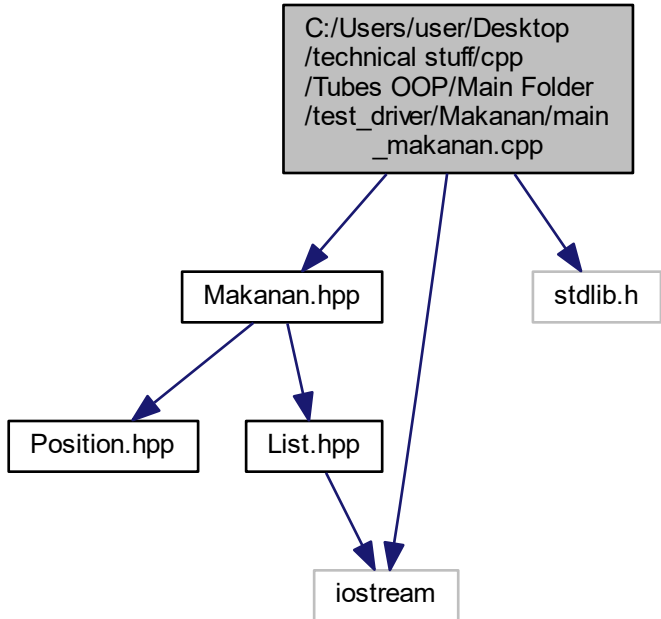 C:/Users/user/Desktop
/technical stuff/cpp
/Tubes OOP/Main Folder
/test_driver/Makanan/main
_makanan.cpp
Makanan.hpp
stdlib.h
Position.hpp
List.hpp
iostream